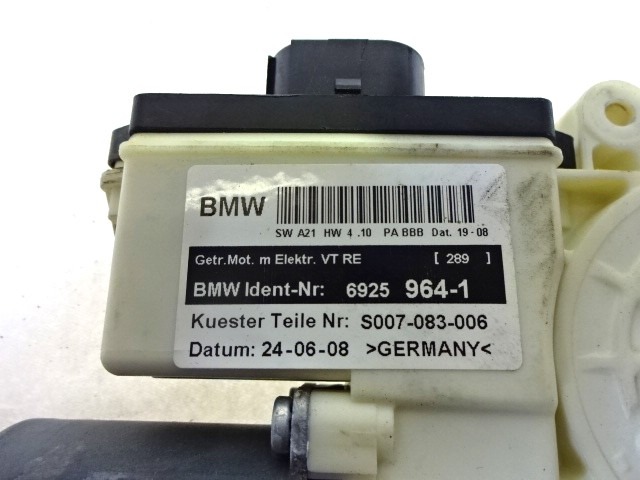 BMW
SW A21 HW 4 .10 PA BBB Dat. 19-08
Getr.Mot. m Elektr. VT RE [ 289 ]
BMW Ident-Nr: 6925 964-1
Kuester Teile Nr: S007-083-006
Datum: 24-06-08 >GERMANY<